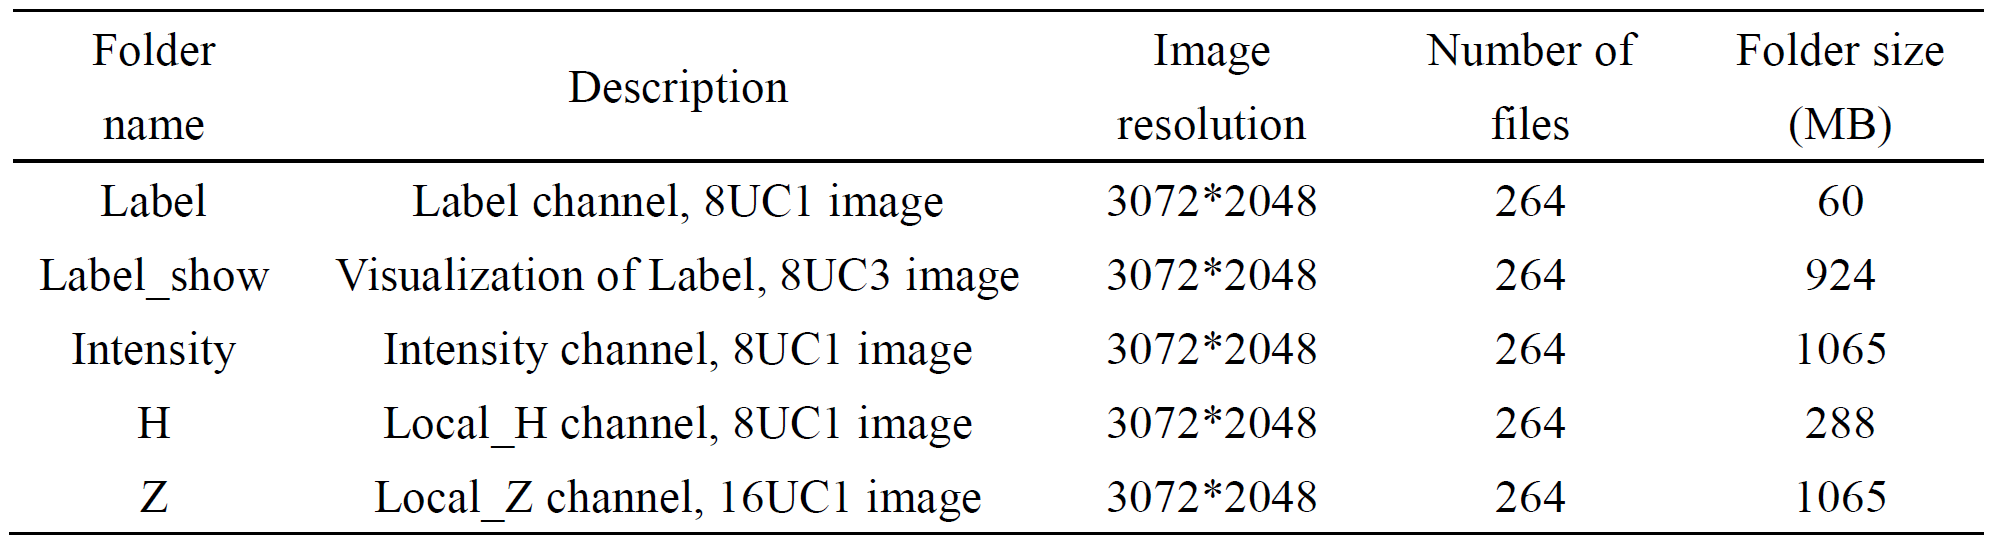 Folder name Description Image resolution Number of files Folder size (MB)
Label Label channel, 8UC1 image 3072*2048 264 60
Label_show Visualization of Label, 8UC3 image 3072*2048 264 924
Intensity Intensity channel, 8UC1 image 3072*2048 264 1065
H Local_H channel, 8UC1 image 3072*2048 264 288
Z Local_Z channel, 16UC1 image 3072*2048 264 1065